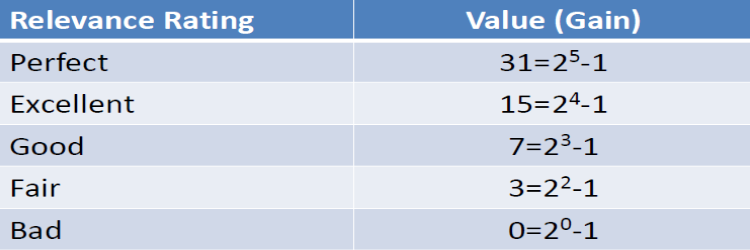 Relevance Rating Value (Gain)
Perfect 31=2⁵-1
Excellent 15=2⁴-1
Good 7=2³-1
Fair 3=2²-1
Bad 0=2⁰-1